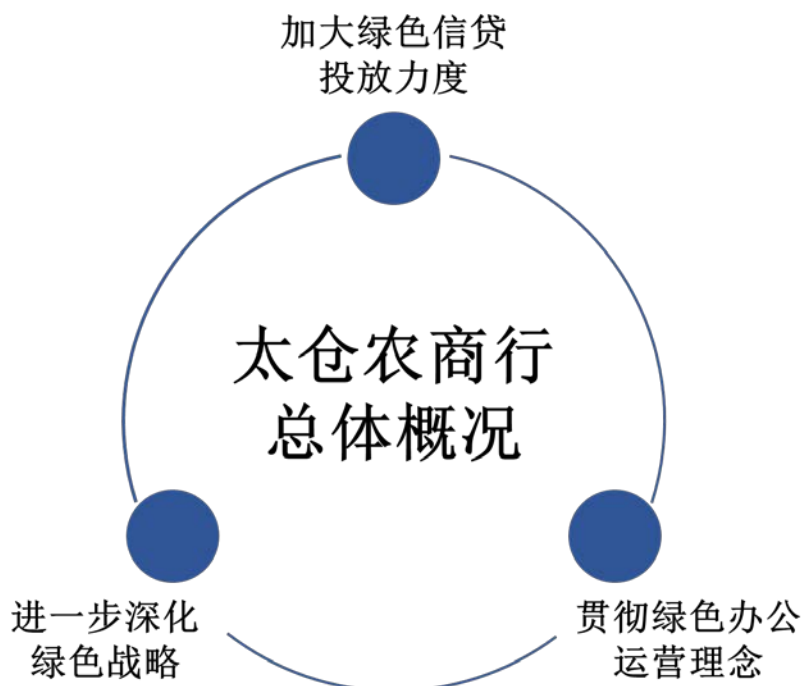 加大绿色信贷
投放力度
太仓农商行
总体概况
进一步深化
绿色战略
贯彻绿色办公
运营理念